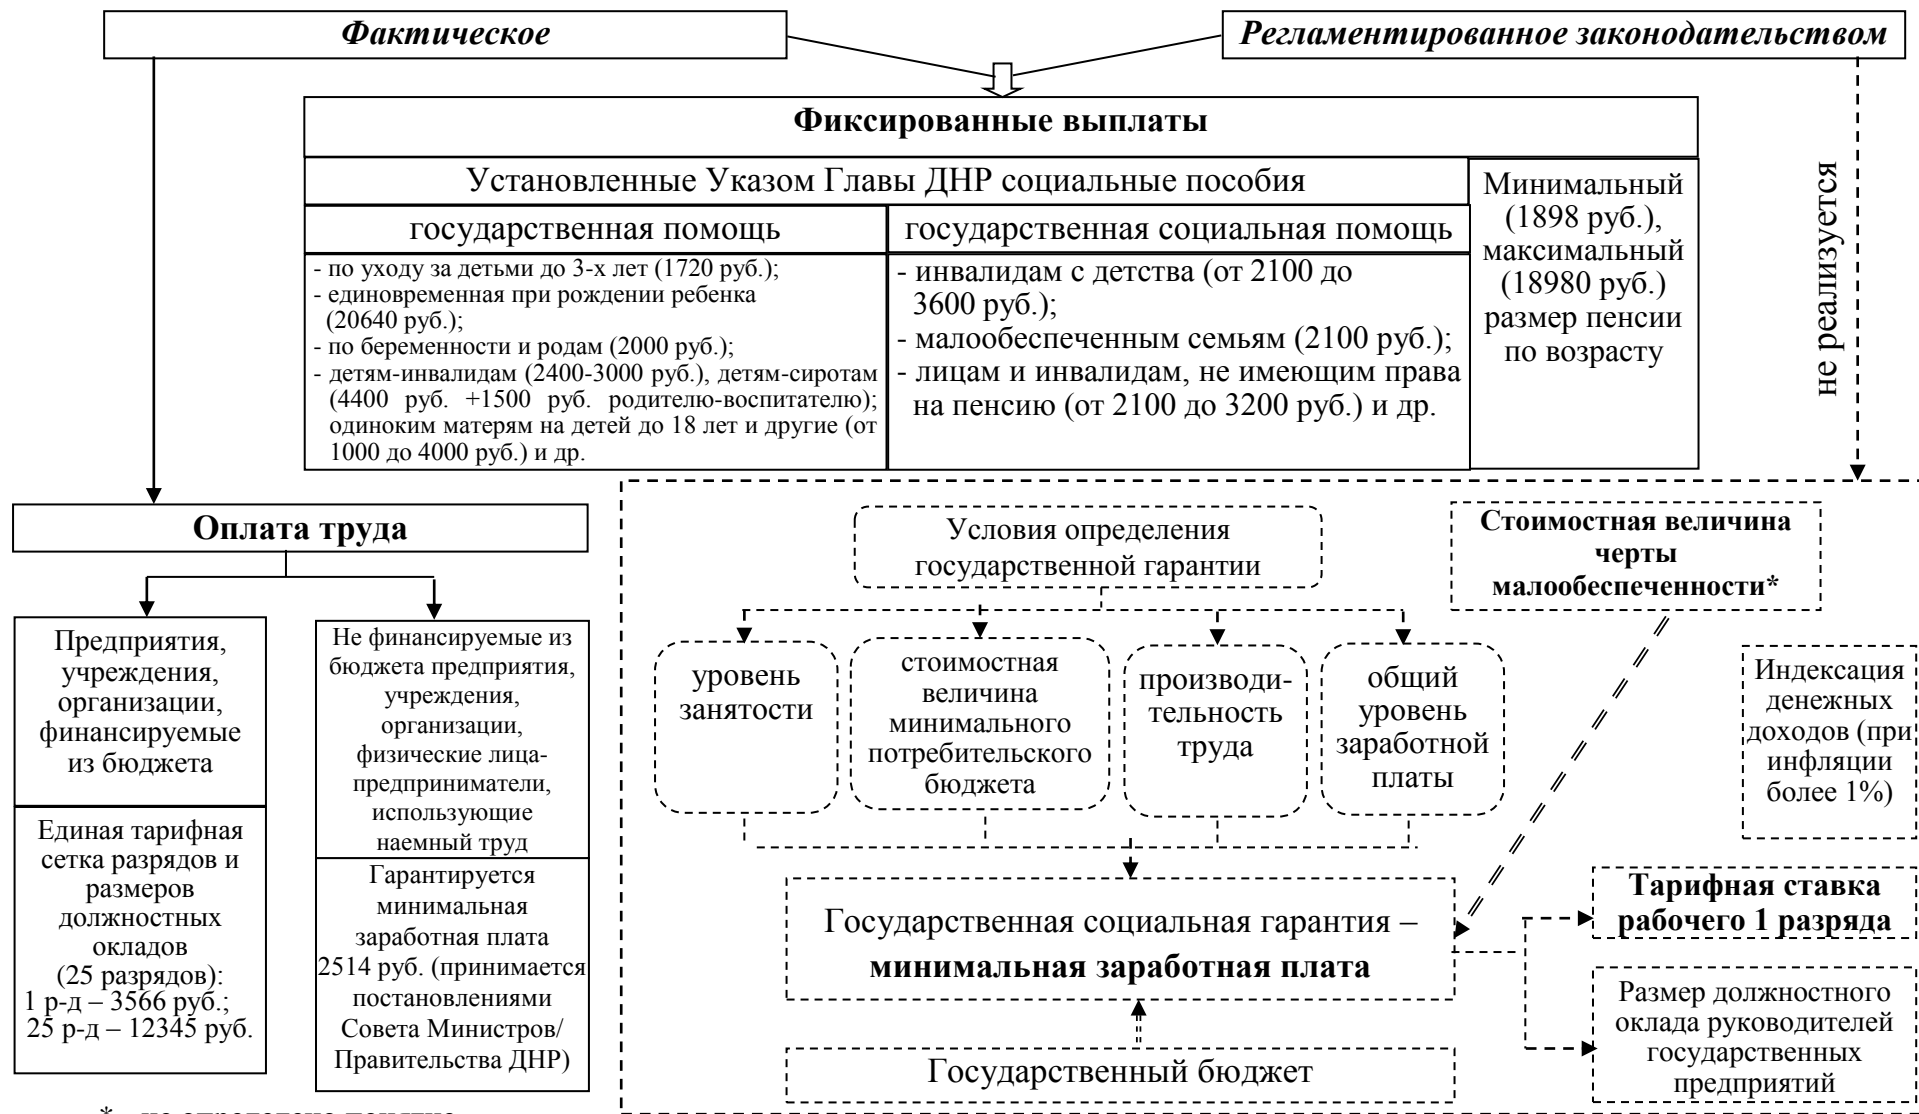 Фактическое
Регламентированное законодательством
Фиксированные выплаты
Установленные Указом Главы ДНР социальные пособия
государственная помощь
- по уходу за детьми до 3-х лет (1720 руб.);
- единовременная при рождении ребенка
(20640 руб.);
- по беременности и родам (2000 руб.);
- детям-инвалидам (2400-3000 руб.), детям-сиротам
(4400 руб. +1500 руб. родителю-воспитателю);
одиноким матерям на детей до 18 лет и другие (от
1000 до 4000 руб.) и др.
государственная социальная помощь
- инвалидам с детства (от 2100 до
3600 руб.);
- малообеспеченным семьям (2100 руб.);
- лицам и инвалидам, не имеющим права
на пенсию (от 2100 до 3200 руб.) и др.
Минимальный
(1898 руб.),
максимальный
(18980 руб.)
размер пенсии
по возрасту
не реализуется
Оплата труда
Предприятия,
учреждения,
организации,
финансируемые
из бюджета
Единая тарифная
сетка разрядов и
размеров
должностных
окладов
(25 разрядов):
1 р-д – 3566 руб.;
25 р-д – 12345 руб.
Не финансируемые из
бюджета предприятия,
учреждения,
организации,
физические лица-
предприниматели,
использующие
наемный труд
Гарантируется
минимальная
заработная плата
2514 руб. (принимается
постановлениями
Совета Министров/
Правительства ДНР)
Условия определения
государственной гарантии
Стоимостная величина
черты
малообеспеченности*
уровень
занятости
стоимостная
величина
минимального
потребительского
бюджета
производи-
тельность
труда
общий
уровень
заработной
платы
Индексация
денежных
доходов (при
инфляции
более 1%)
Государственная социальная гарантия –
минимальная заработная плата
Тарифная ставка
рабочего 1 разряда
Размер должностного
оклада руководителей
государственных
предприятий
Государственный бюджет